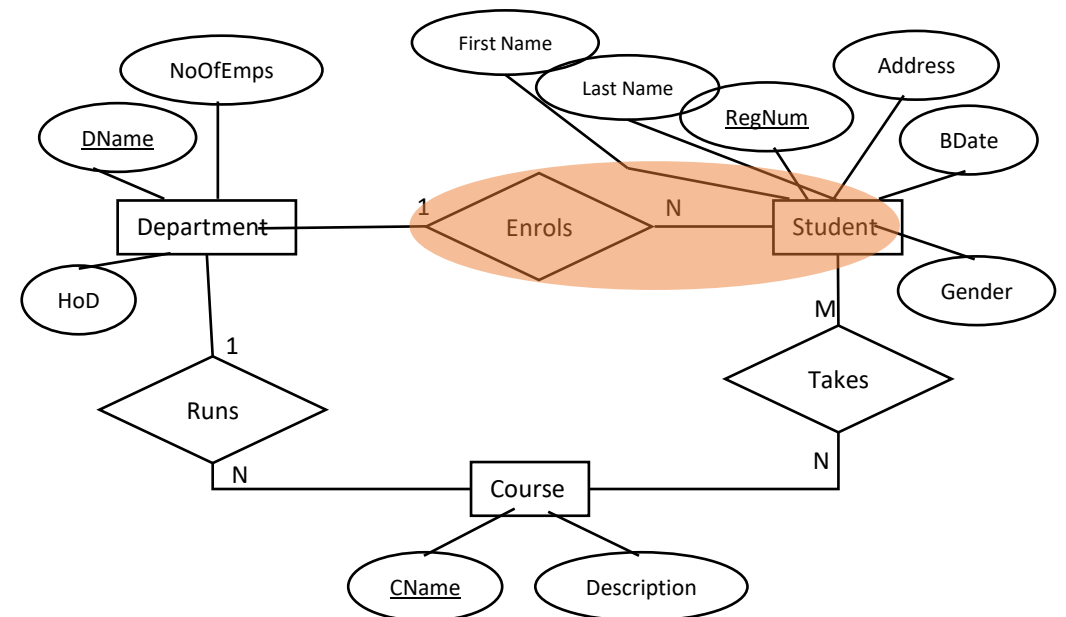 First Name
NoOfEmps
Address
Last Name
RegNum
DName
BDate
1
N
Department
Enrols
Student
HoD
Gender
M
1
Takes
Runs
N
N
Course
CName
Description